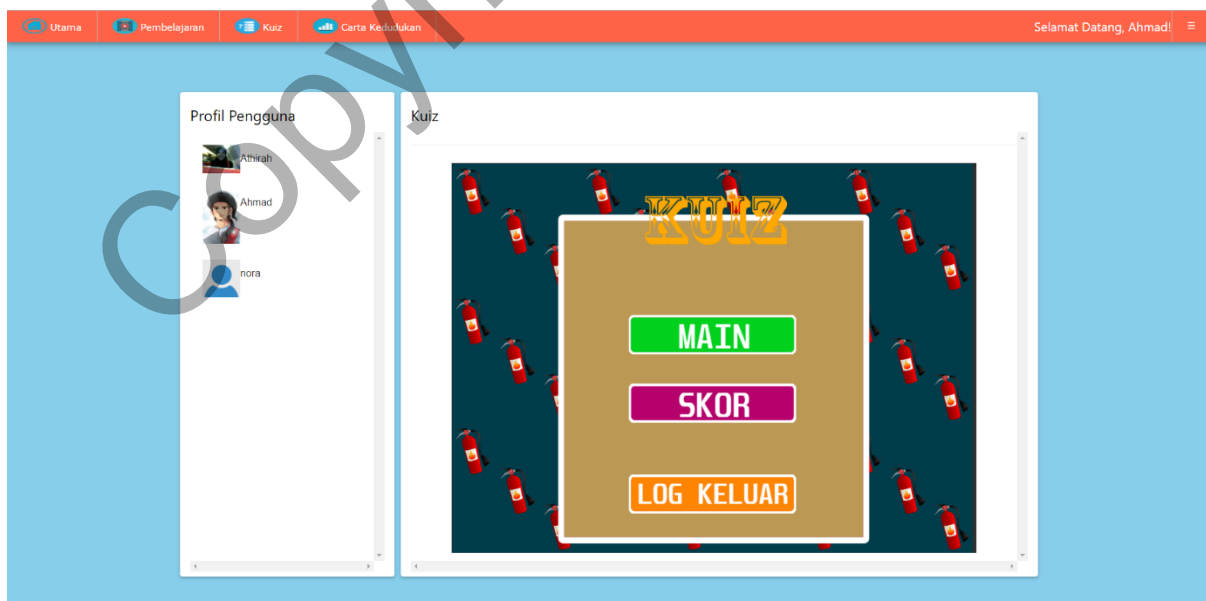 Utama Pembelajaran Kuiz Carta Kedudukan Selamat Datang, Ahmad!
Profil Pengguna
Athirah
Ahmad
nora
Kuiz
KUIZ
MAIN
SKOR
LOG KELUAR
Copyri